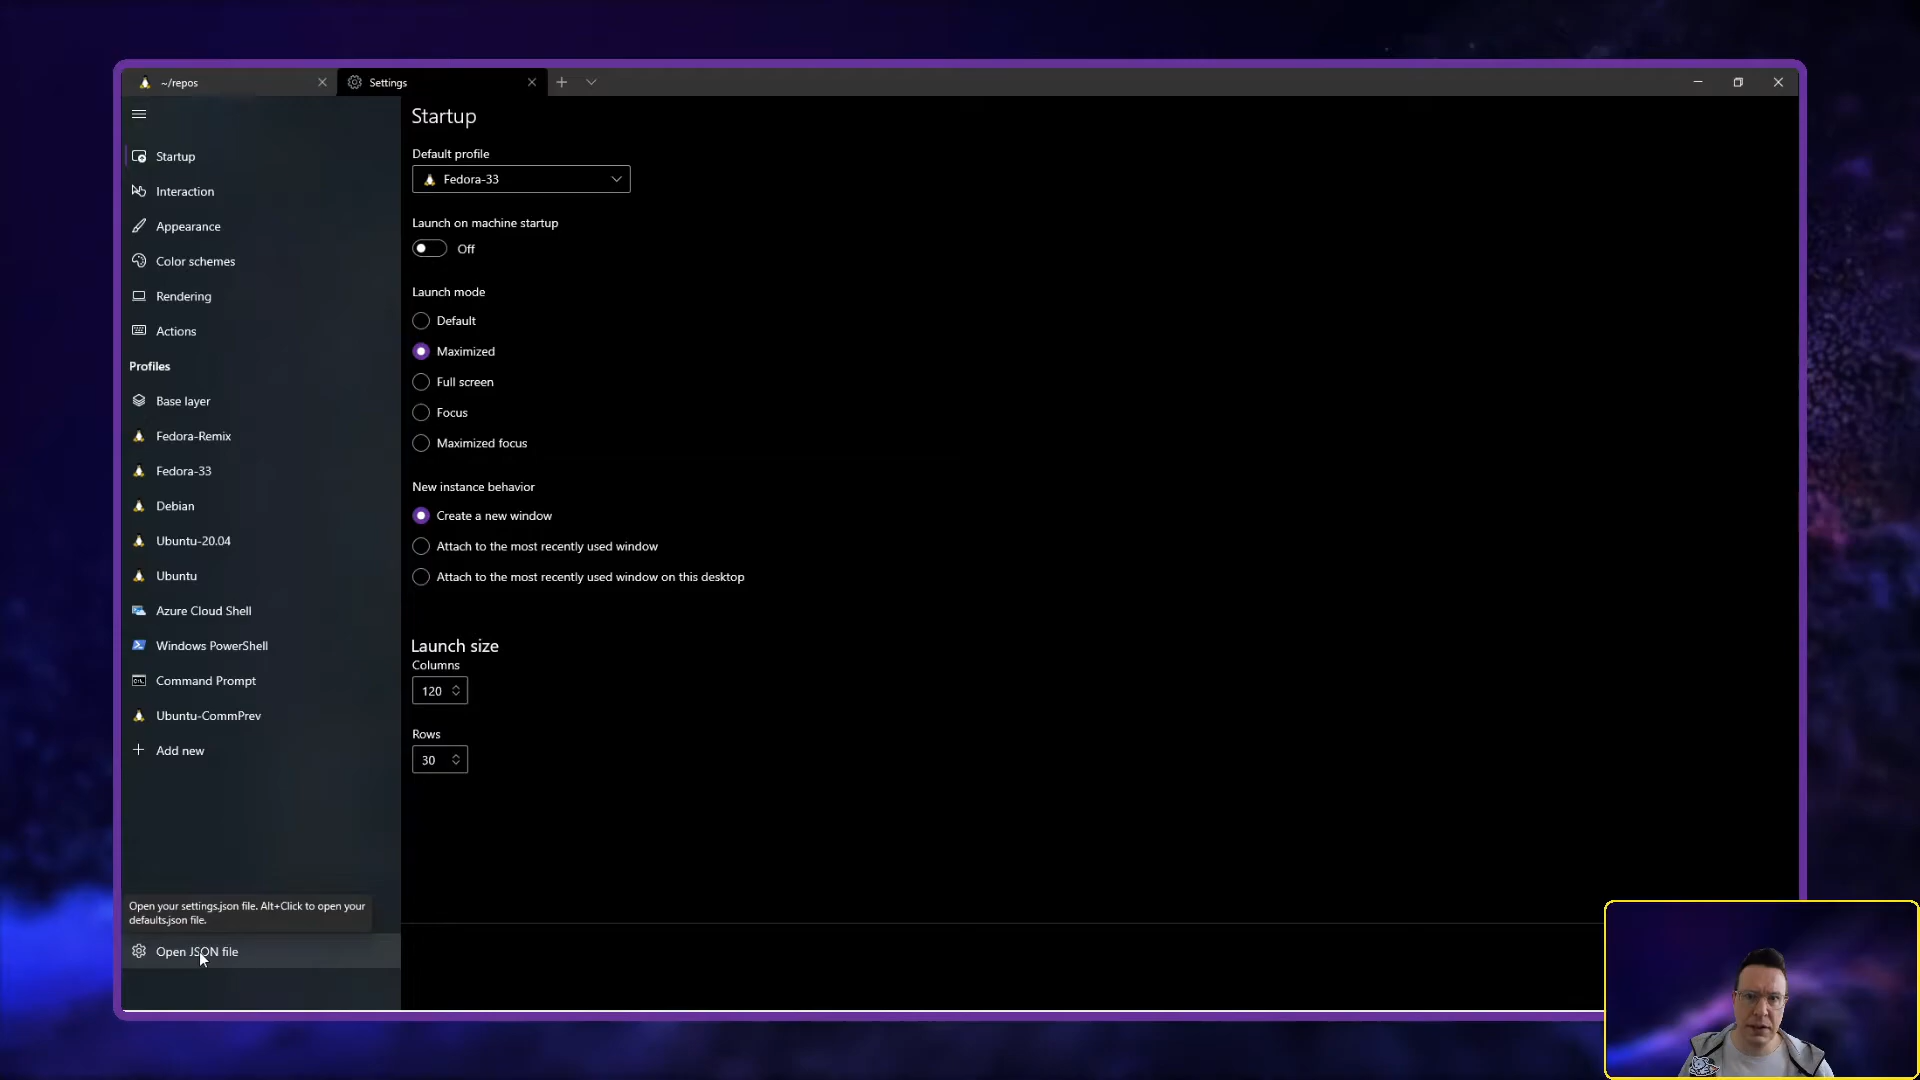 ~/repos
Settings
Startup
Interaction
Appearance
Color schemes
Rendering
Actions
Profiles
Base layer
Fedora-Remix
Fedora-33
Debian
Ubuntu-20.04
Ubuntu
Azure Cloud Shell
Windows PowerShell
Command Prompt
Ubuntu-CommPrev
Add new
Open your settings.json file. Alt+Click to open your
defaults.json file.
Open JSON file
Startup
Default profile
Fedora-33
Launch on machine startup
Off
Launch mode
Default
Maximized
Full screen
Focus
Maximized focus
New instance behavior
Create a new window
Attach to the most recently used window
Attach to the most recently used window on this desktop
Launch size
Columns
120
Rows
30